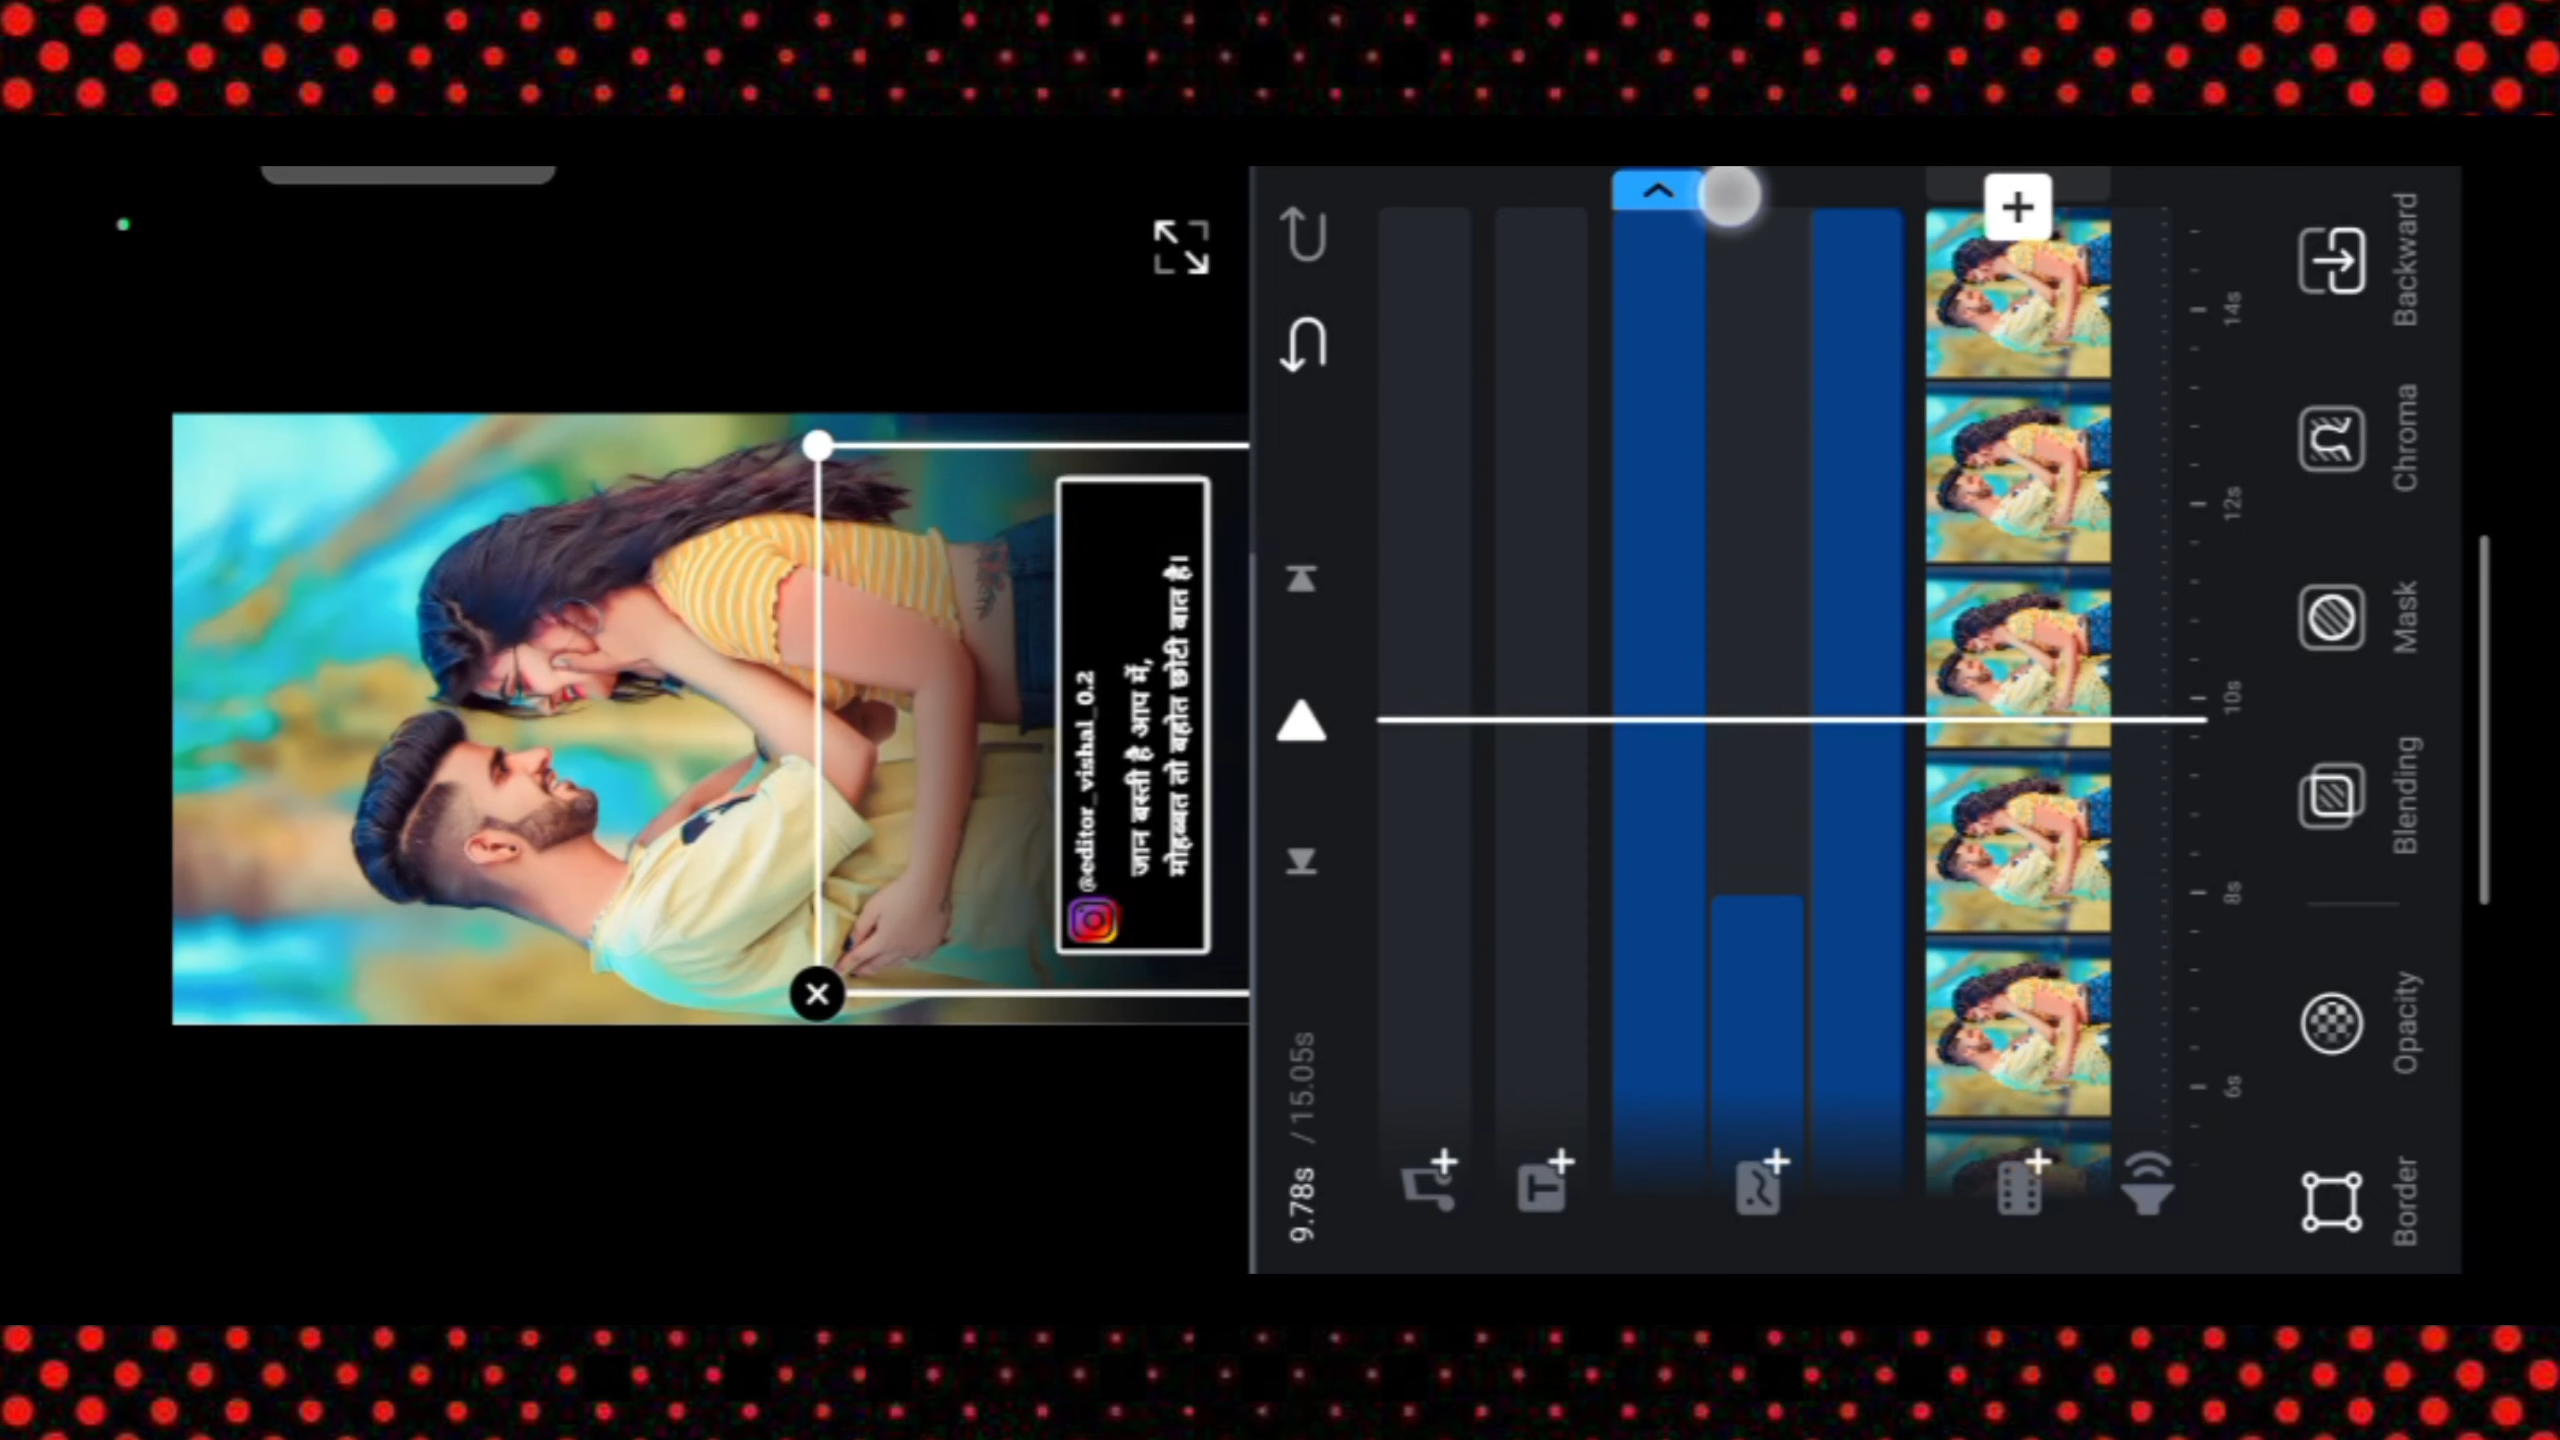 @editor_vishal_0.2
जान बस्ती है आप में,
मोहब्बत तो बहोत छोटी बात है।
9.78s / 15.05s
6s
8s
10s
12s
14s
Border
Opacity
Blending
Mask
Chroma
Backward